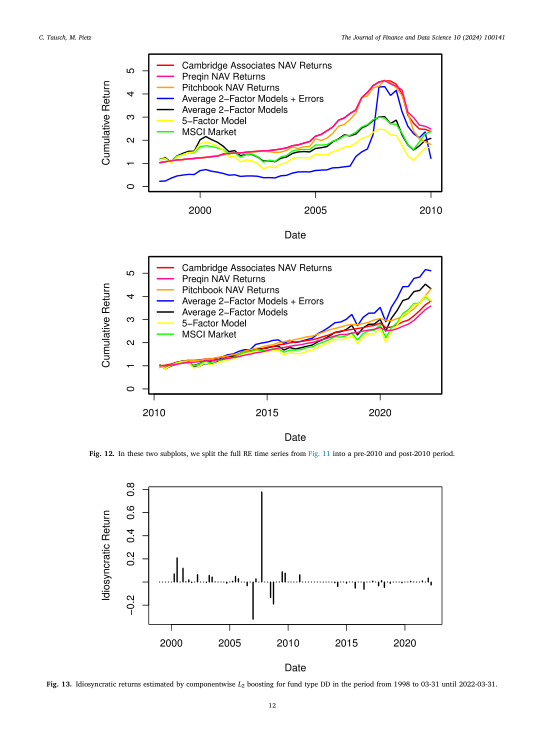 C. Tausch, M. Pietz
The Journal of Finance and Data Science 10 (2024) 100141
Cumulative Return
0 1 2 3 4 5
Cambridge Associates NAV Returns
Preqin NAV Returns
Pitchbook NAV Returns
Average 2−Factor Models + Errors
Average 2−Factor Models
5−Factor Model
MSCI Market
2000 2005 2010
Date
Cumulative Return
0 1 2 3 4 5
Cambridge Associates NAV Returns
Preqin NAV Returns
Pitchbook NAV Returns
Average 2−Factor Models + Errors
Average 2−Factor Models
5−Factor Model
MSCI Market
2010 2015 2020
Date
Fig. 12. In these two subplots, we split the full RE time series from Fig. 11 into a pre-2010 and post-2010 period.
Idiosyncratic Return
−0.2 0.2 0.4 0.6 0.8
2000 2005 2010 2015 2020
Date
Fig. 13. Idiosyncratic returns estimated by componentwise L2 boosting for fund type DD in the period from 1998 to 03-31 until 2022-03-31.
12